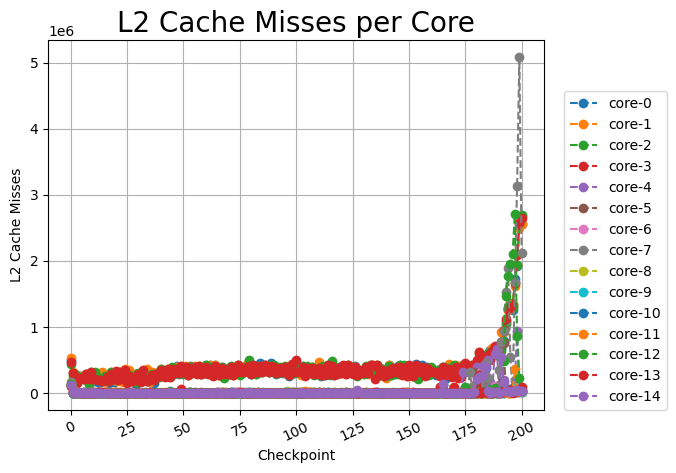 L2 Cache Misses per Core
1e6
5
4
3
2
1
0
L2 Cache Misses
0
25
50
75
100
125
150
175
200
Checkpoint
core-0
core-1
core-2
core-3
core-4
core-5
core-6
core-7
core-8
core-9
core-10
core-11
core-12
core-13
core-14